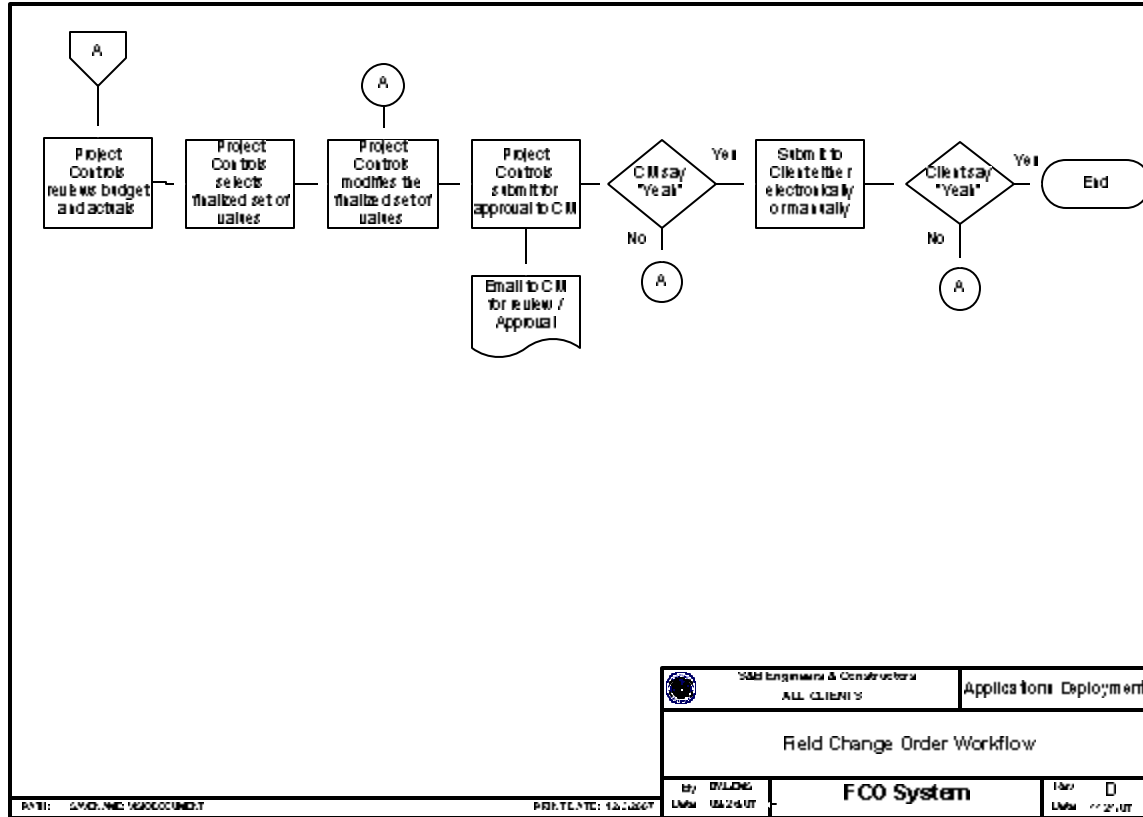 A
A
Project
Controls
reviews budget
and actuals
Project
Controls
selects
finalized set of
values
Project
Controls
modifies the
finalized set of
values
Project
Controls
submit for
approval to CM
CM say
"Yeah"
Yes
No
A
Submit to
Client either
electronically
or manually
Client say
"Yeah"
Yes
No
A
End
Email to CM
for review /
Approval
S&B Engineers & Constructors
ALL CLIENTS
Applications Deployment
Field Change Order Workflow
By
Date
FCO System
Rev D
Date
PATH:
PRINT DATE: